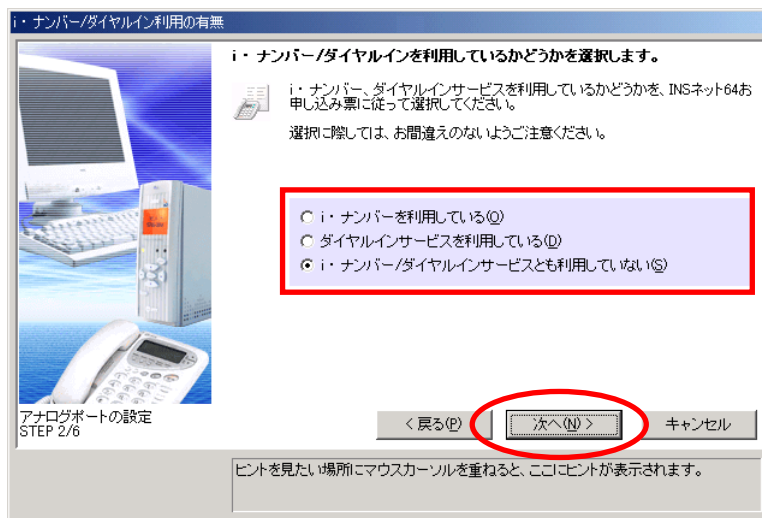 i・ナンバー/ダイヤルイン利用の有無
i・ナンバー/ダイヤルインを利用しているかどうかを選択します。
i・ナンバー、ダイヤルインサービスを利用しているかどうかを、INSネット64お
申し込み票に従って選択してください。
選択に際しては、お間違えのないようご注意ください。
i・ナンバーを利用している(O)
ダイヤルインサービスを利用している(D)
i・ナンバー/ダイヤルインサービスとも利用していない(S)
アナログポートの設定
STEP 2/6
< 戻る(P)
次へ(N) >
キャンセル
ヒントを見たい場所にマウスカーソルを重ねると、ここにヒントが表示されます。